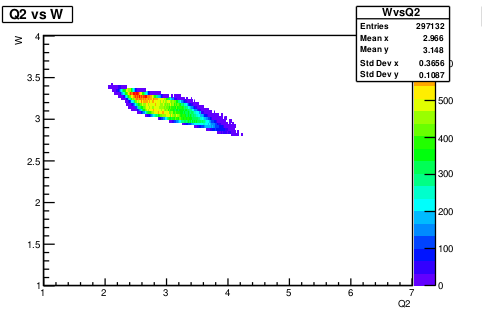 Q2 vs W
WvsQ2
Entries 297132
Mean x 2.966
Mean y 3.148
Std Dev x 0.3656
Std Dev y 0.1087
W
4
3.5
3
2.5
2
1.5
1
1 2 3 4 5 6 7
Q2
0
500
400
300
200
100
0